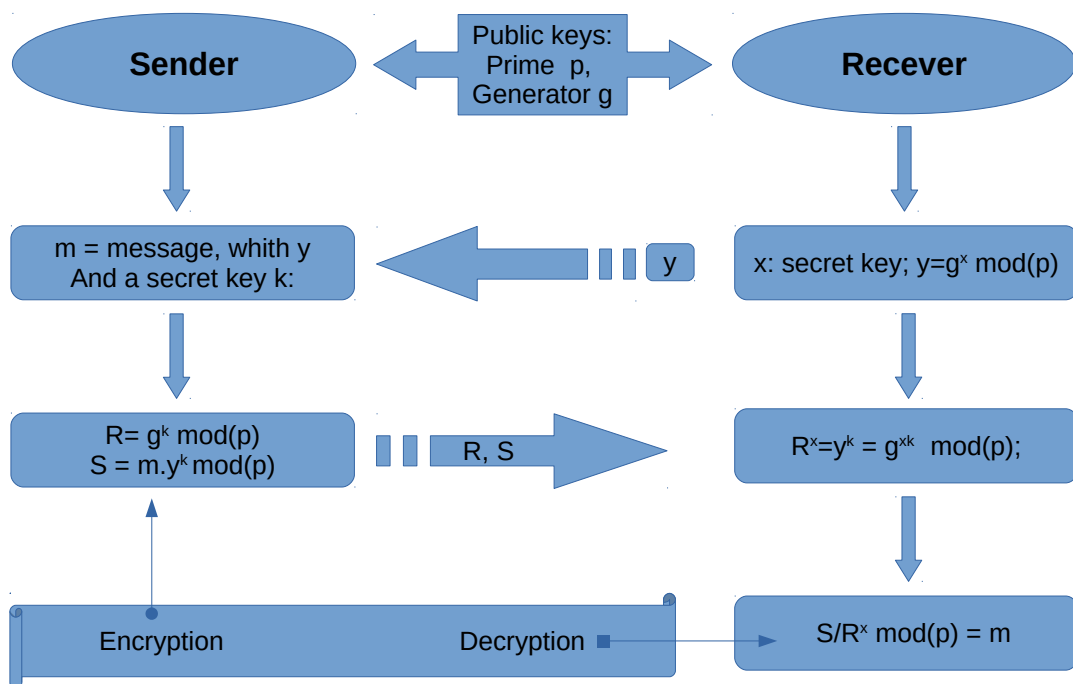 Sender
Public keys:
Prime p,
Generator g
Recever
m = message, whith y
And a secret key k:
y
x: secret key; y=gˣ mod(p)
R= gᵏ mod(p)
S = m.yᵏ mod(p)
R, S
Rˣ=yᵏ = gˣᵏ mod(p);
Encryption
Decryption
S/Rˣ mod(p) = m